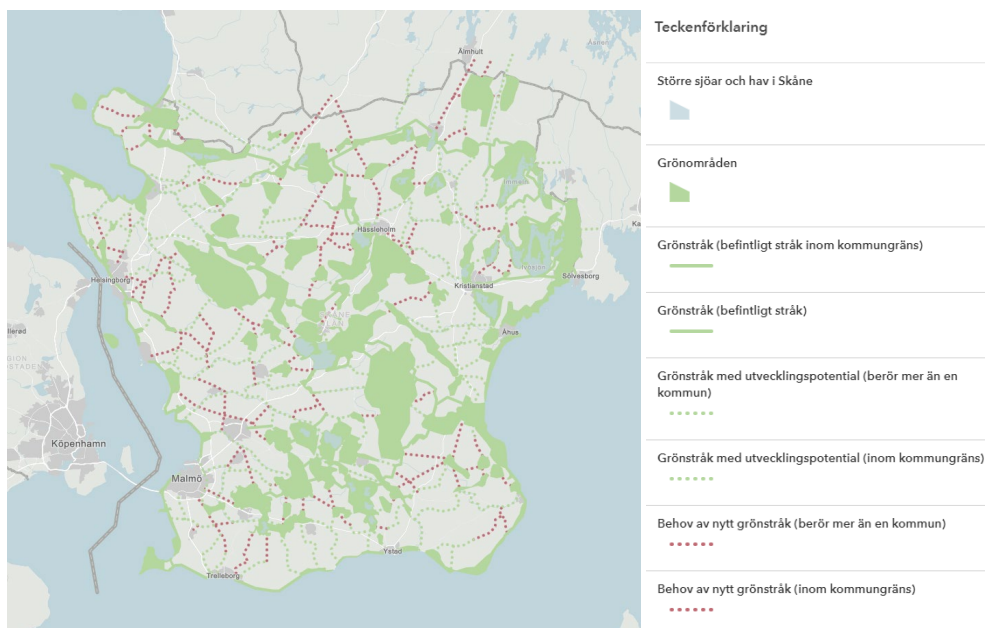 Älmhult
Hässleholm
Helsingborg
Kristianstad
Sölvesborg
Åhus
Köpenhamn
Malmö
Ystad
Trelleborg
Teckenförklaring
Större sjöar och hav i Skåne
Grönområden
Grönstråk (befintligt stråk inom kommungräns)
Grönstråk (befintligt stråk)
Grönstråk med utvecklingspotential (berör mer än en
kommun)
Grönstråk med utvecklingspotential (inom kommungräns)
Behov av nytt grönstråk (berör mer än en kommun)
Behov av nytt grönstråk (inom kommungräns)